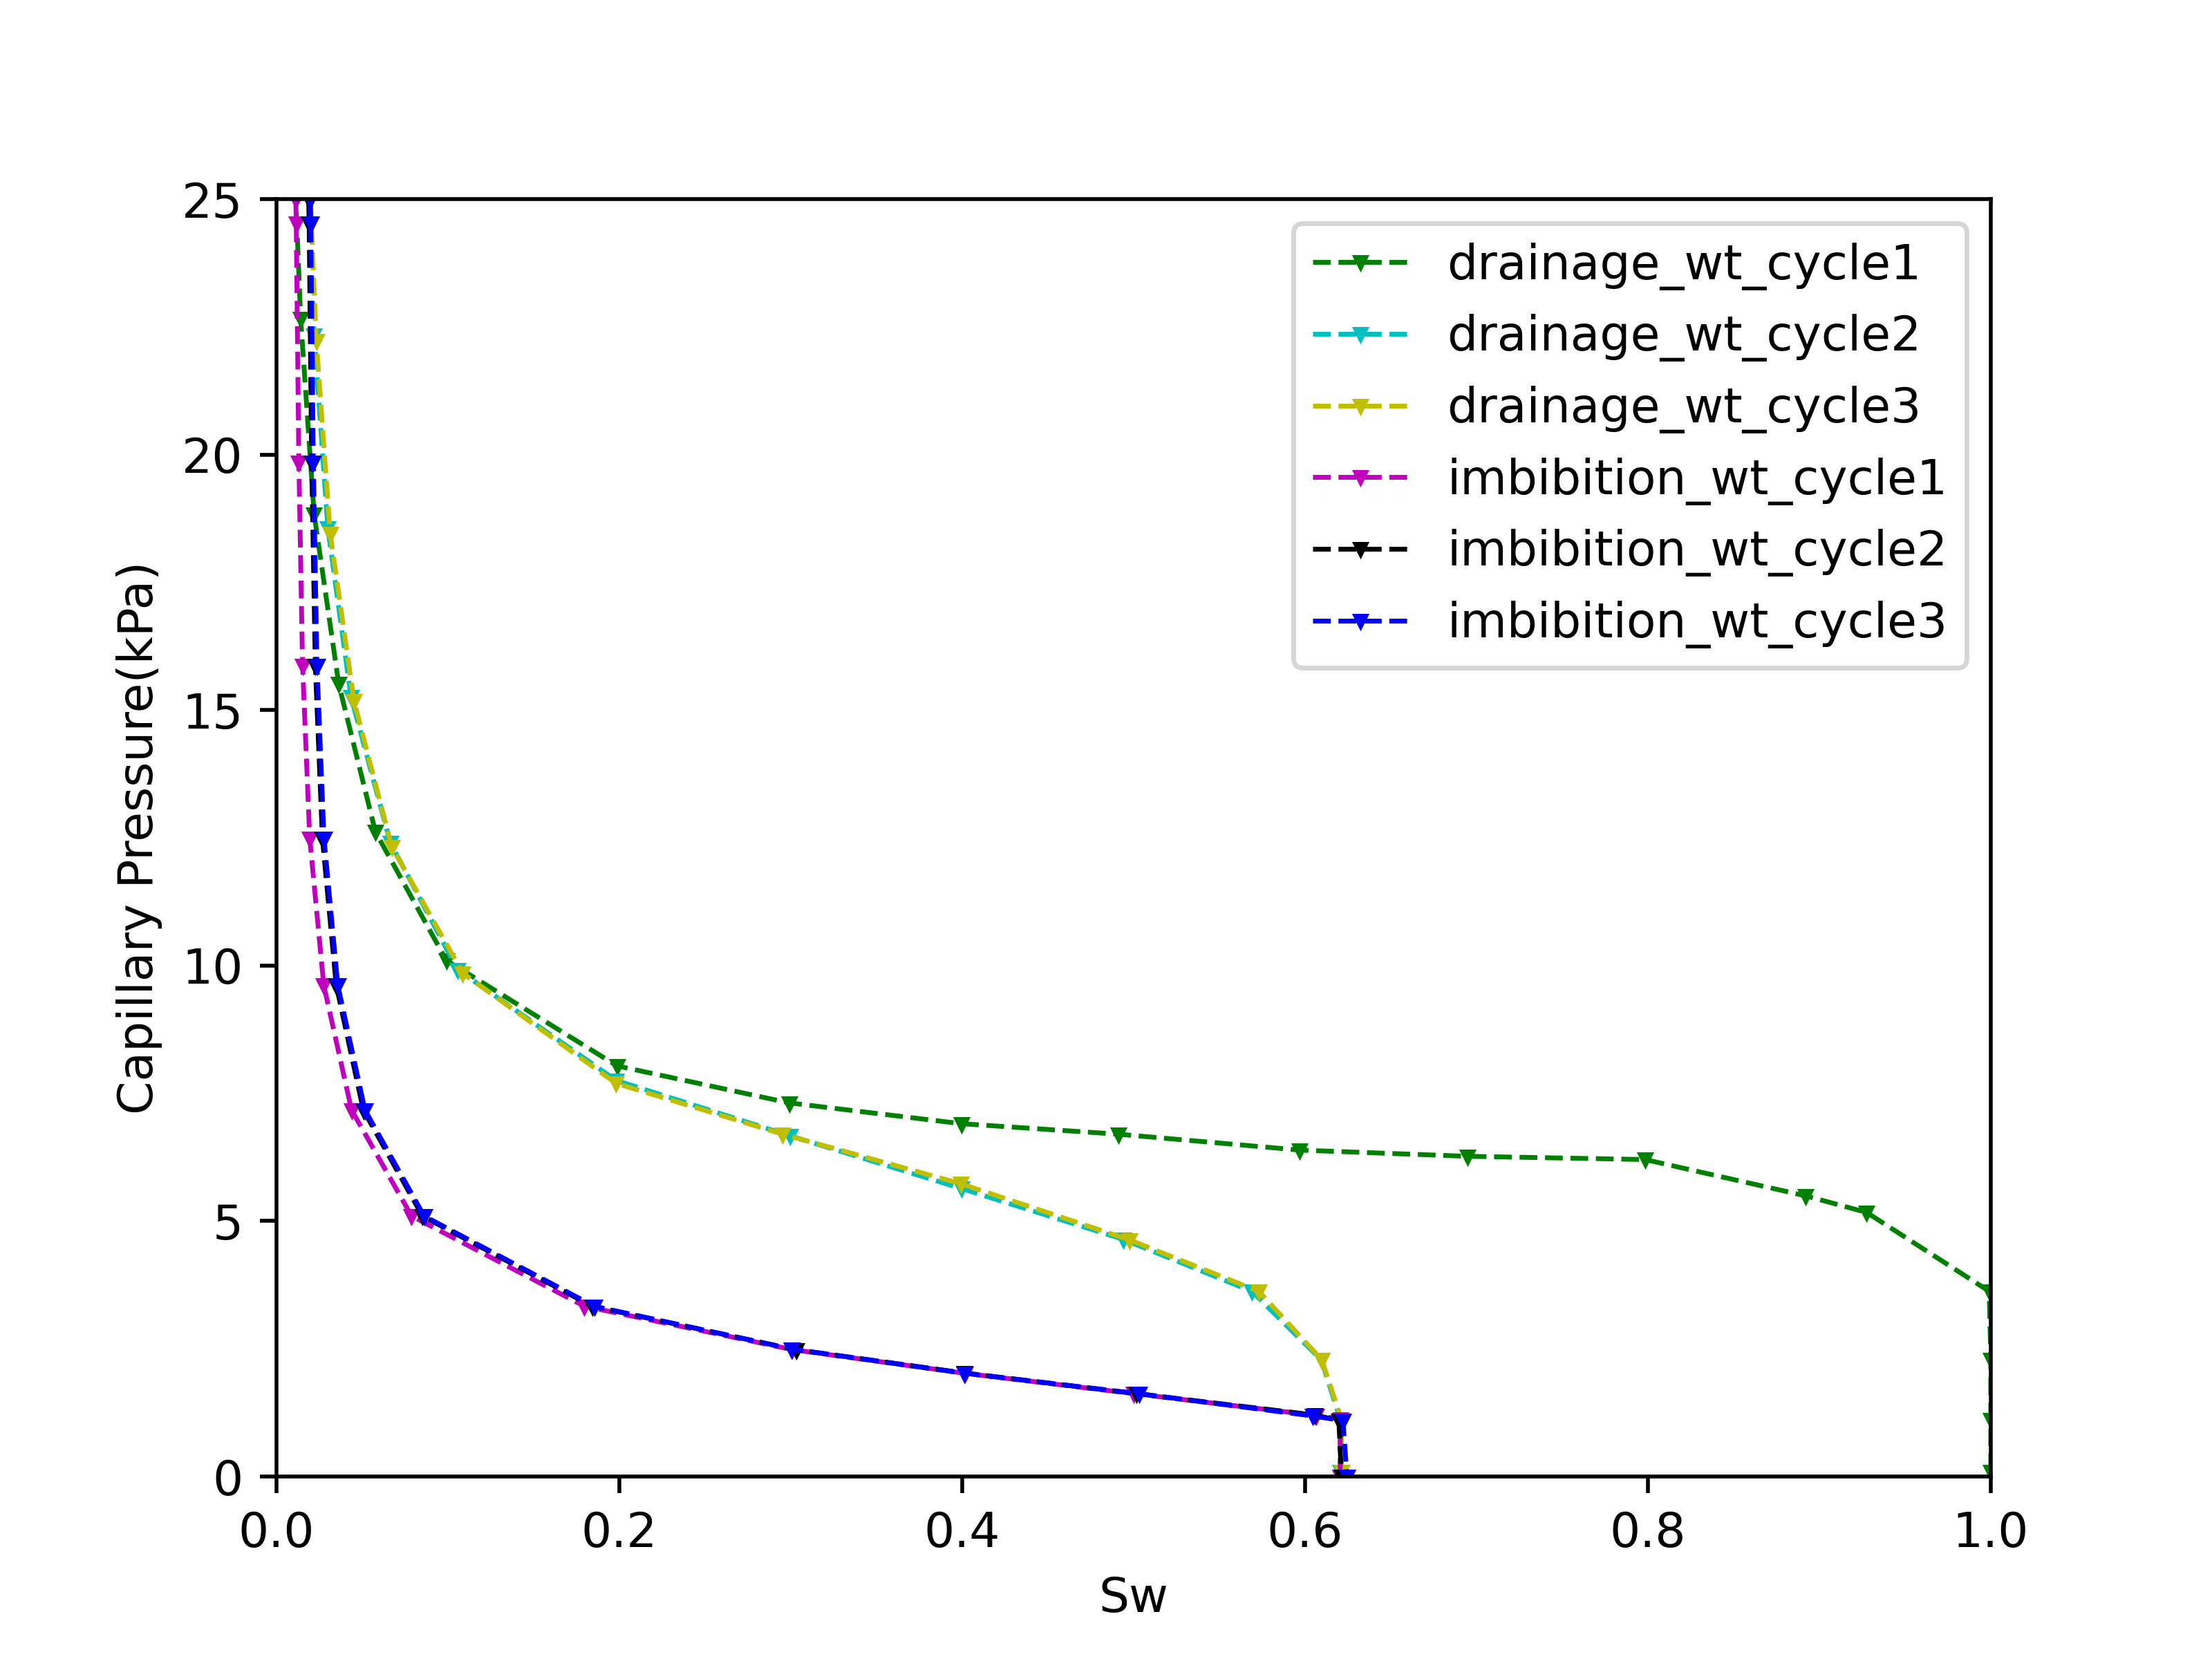 25
20
15
10
5
0
Capillary Pressure(kPa)
drainage_wt_cycle1
drainage_wt_cycle2
drainage_wt_cycle3
imbibition_wt_cycle1
imbibition_wt_cycle2
imbibition_wt_cycle3
0.0 0.2 0.4 0.6 0.8 1.0
Sw